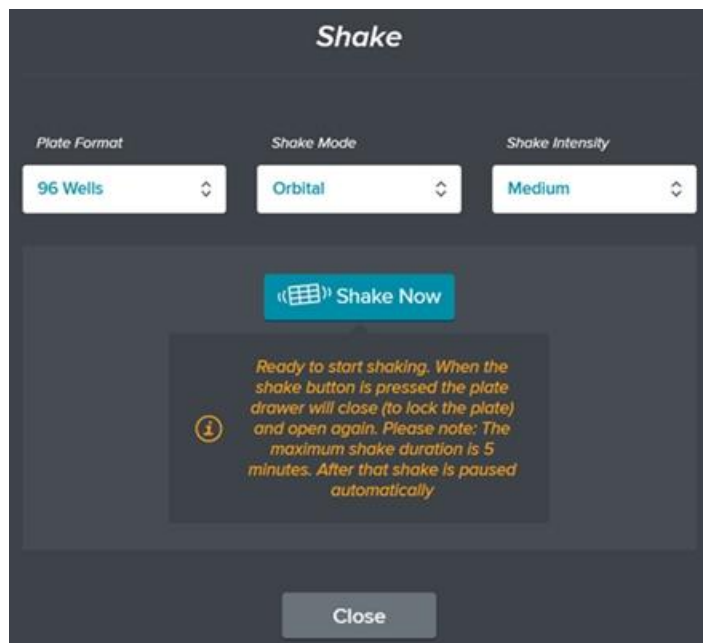 Shake
Plate Format
Shake Mode
Shake Intensity
96 Wells
Orbital
Medium
Shake Now
Ready to start shaking. When the
shake button is pressed the plate
drawer will close (to lock the plate)
and open again. Please note: The
maximum shake duration is 5
minutes. After that shake is paused
automatically
Close